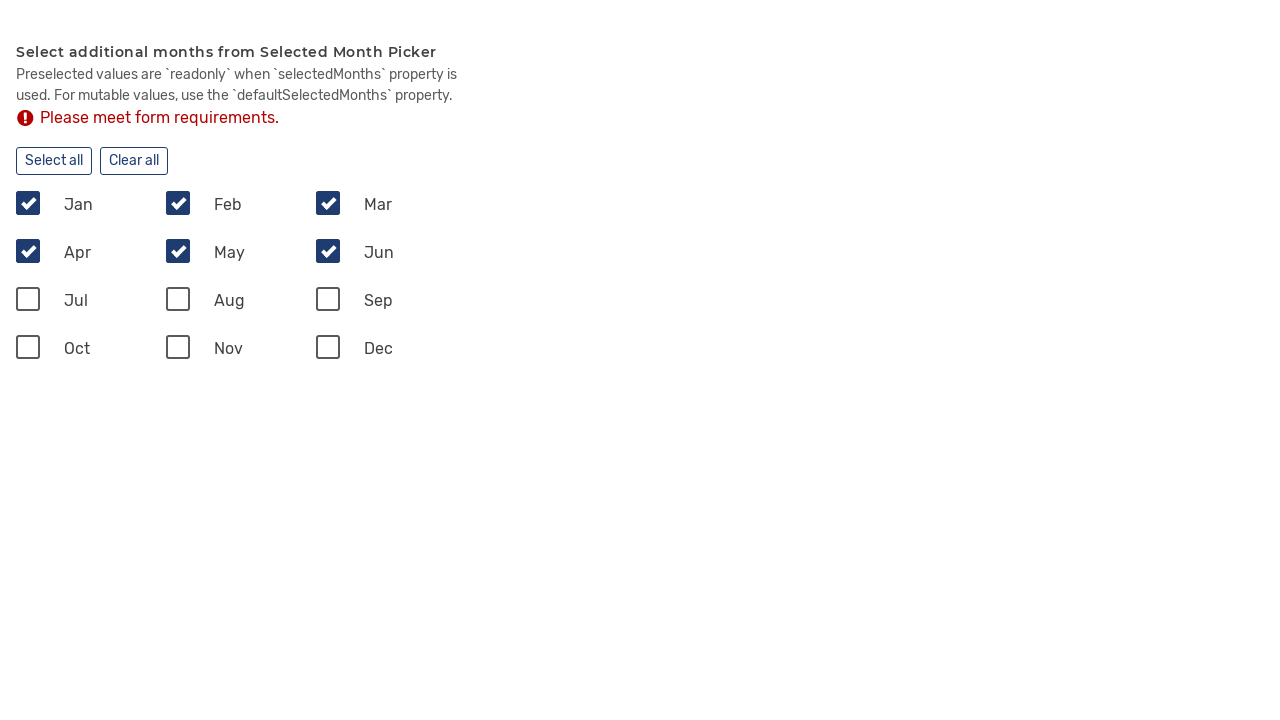 Select additional months from Selected Month Picker
Preselected values are `readonly` when `selectedMonths` property is
used. For mutable values, use the `defaultSelectedMonths` property.
Please meet form requirements.
Select all Clear all
Jan Feb Mar
Apr May Jun
Jul Aug Sep
Oct Nov Dec